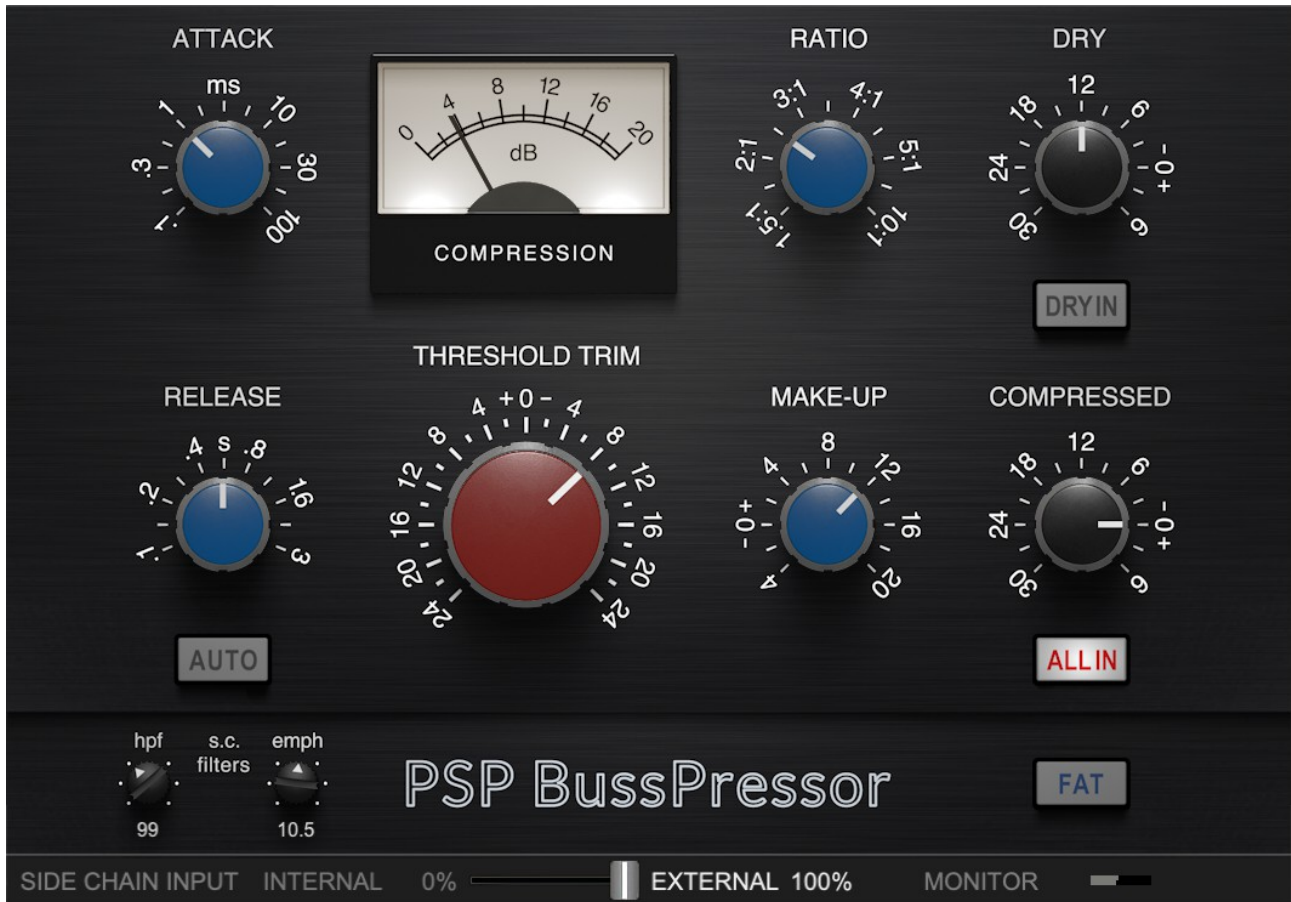 ATTACK
ms
.1 .3 1 10 30 100
0 4 8 12 16 20
dB
COMPRESSION
RATIO
1.5:1 2:1 3:1 4:1 5:1 10:1
DRY
30 24 18 12 6 -0+ 6
DRY IN
THRESHOLD TRIM
24 20 16 12 8 4 +0- 4 8 12 16 20 24
RELEASE
s
.1 .2 .4 .8 1.6 3
AUTO
MAKE-UP
4 -0+ 4 8 12 16 20
COMPRESSED
30 24 18 12 6 -0+ 6
ALL IN
hpf
s.c.
filters
emph
99
10.5
PSP BussPressor
FAT
SIDE CHAIN INPUT INTERNAL 0% EXTERNAL 100% MONITOR